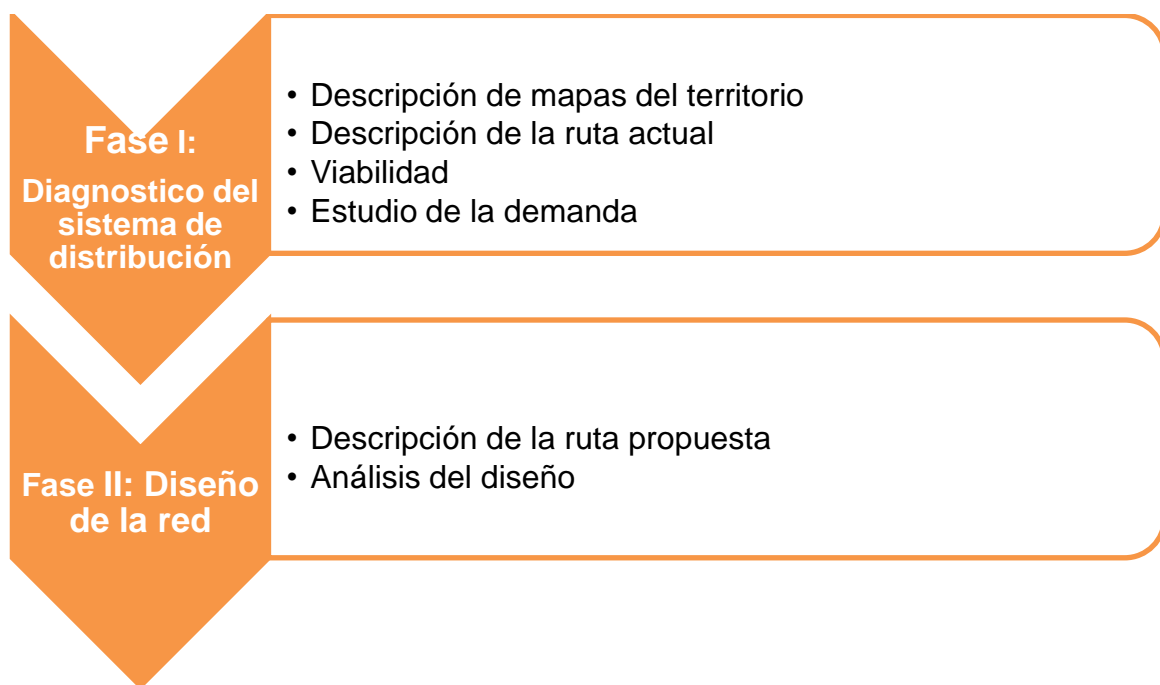 Fase I:
Diagnostico del
sistema de
distribución
• Descripción de mapas del territorio
• Descripción de la ruta actual
• Viabilidad
• Estudio de la demanda
Fase II: Diseño
de la red
• Descripción de la ruta propuesta
• Análisis del diseño